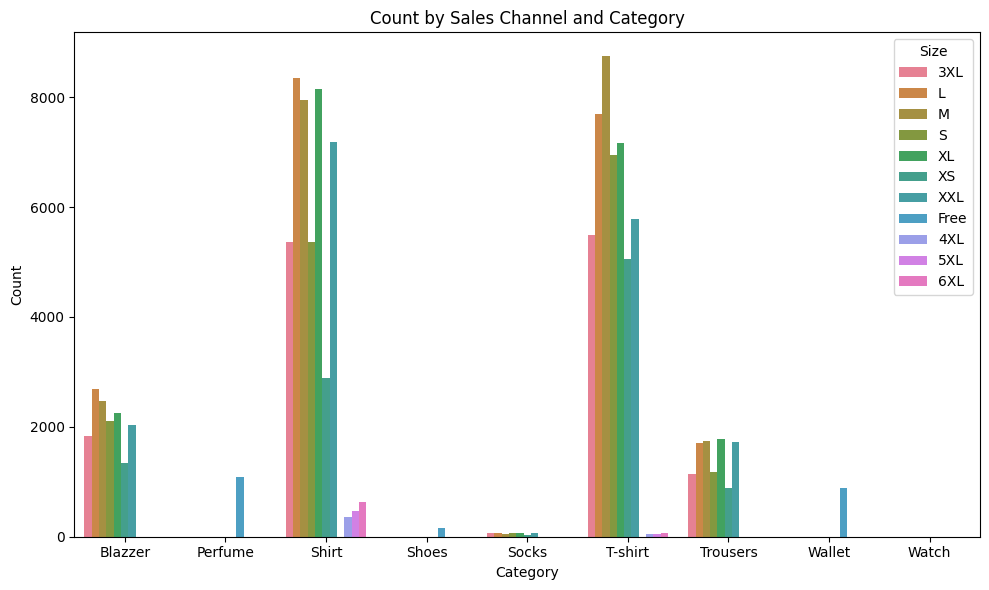 Count by Sales Channel and Category
Size
3XL
L
M
S
XL
XS
XXL
Free
4XL
5XL
6XL
Count
8000
6000
4000
2000
0
Blazzer
Perfume
Shirt
Shoes
Socks
T-shirt
Trousers
Wallet
Watch
Category